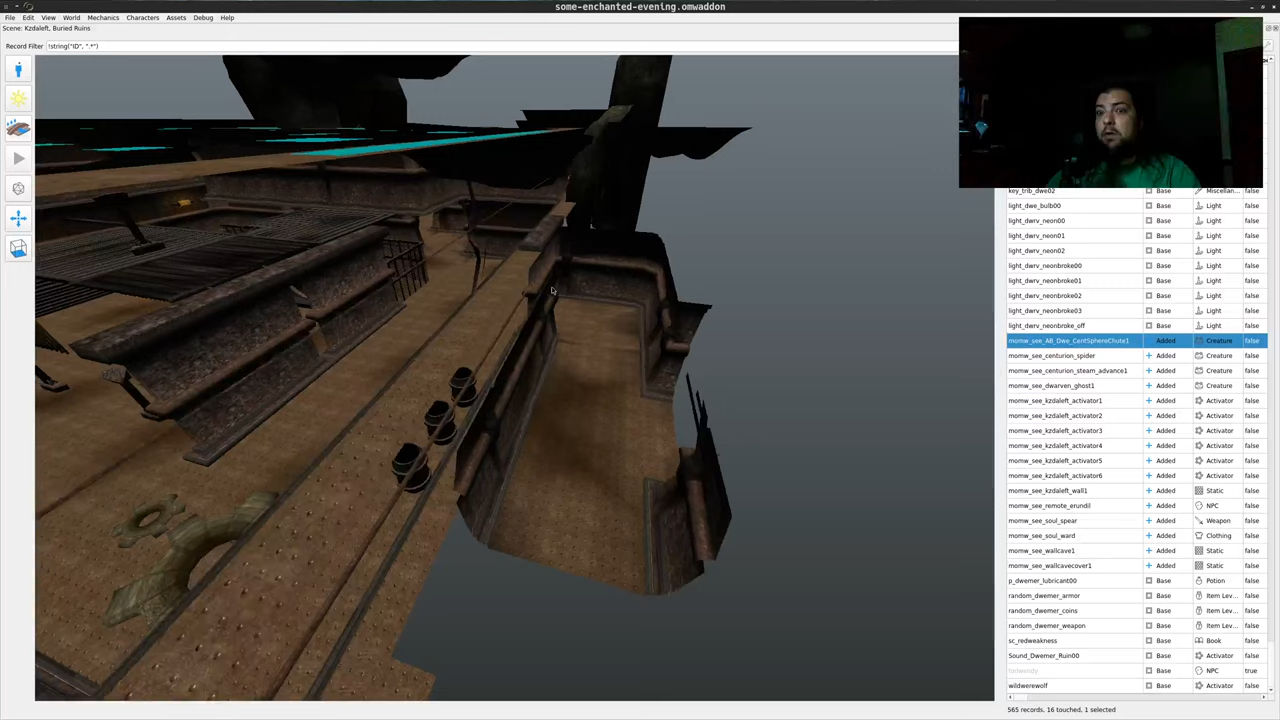 some-enchanted-evening.omwaddon
File Edit View World Mechanics Characters Assets Debug Help
Scene: Kzdaleft, Buried Ruins
Record Filter !string("ID", ".*")
key_trib_dwe02 Base Miscellan... false
light_dwe_bulb00 Base Light false
light_dwrv_neon00 Base Light false
light_dwrv_neon01 Base Light false
light_dwrv_neon02 Base Light false
light_dwrv_neonbroke00 Base Light false
light_dwrv_neonbroke01 Base Light false
light_dwrv_neonbroke02 Base Light false
light_dwrv_neonbroke03 Base Light false
light_dwrv_neonbroke_off Base Light false
momw_see_AB_Dwe_CentSphereChute1 Added Creature false
momw_see_centurion_spider Added Creature false
momw_see_centurion_steam_advance1 Added Creature false
momw_see_dwarven_ghost1 Added Creature false
momw_see_kzdaleft_activator1 Added Activator false
momw_see_kzdaleft_activator2 Added Activator false
momw_see_kzdaleft_activator3 Added Activator false
momw_see_kzdaleft_activator4 Added Activator false
momw_see_kzdaleft_activator5 Added Activator false
momw_see_kzdaleft_activator6 Added Activator false
momw_see_kzdaleft_wall1 Added Static false
momw_see_remote_erundil Added NPC false
momw_see_soul_spear Added Weapon false
momw_see_soul_ward Added Clothing false
momw_see_wallcave1 Added Static false
momw_see_wallcavecover1 Added Static false
p_dwemer_lubricant00 Base Potion false
random_dwemer_armor Base Item Lev... false
random_dwemer_coins Base Item Lev... false
random_dwemer_weapon Base Item Lev... false
sc_redweakness Base Book false
Sound_Dwemer_Ruin00 Base Activator false
Base NPC true
wildwerewolf Base Activator false
565 records, 16 touched, 1 selected